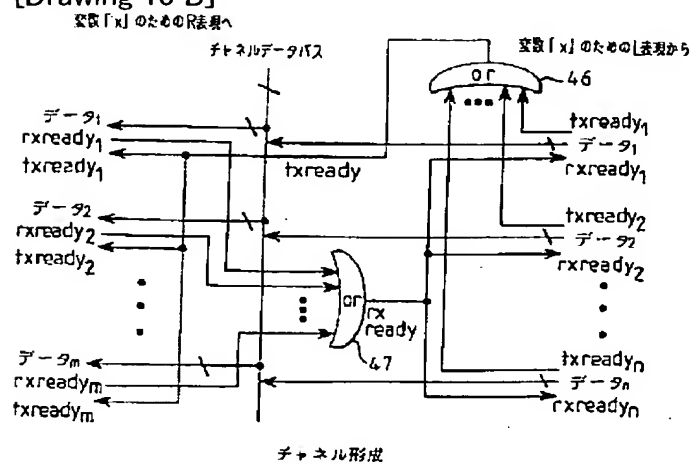 [Drawing 10 D]
変数「x」のためのR表現へ
チャネルデータバス
変数「x」のためのL表現から
or
46
データ1
rxready1
txready1
txready
txready1
データ1
rxready1
データ2
rxready2
txready2
txready2
データ2
rxready2
or
rx
ready
47
データm
rxreadym
txreadym
txreadyn
データn
rxreadyn
チャネル形成